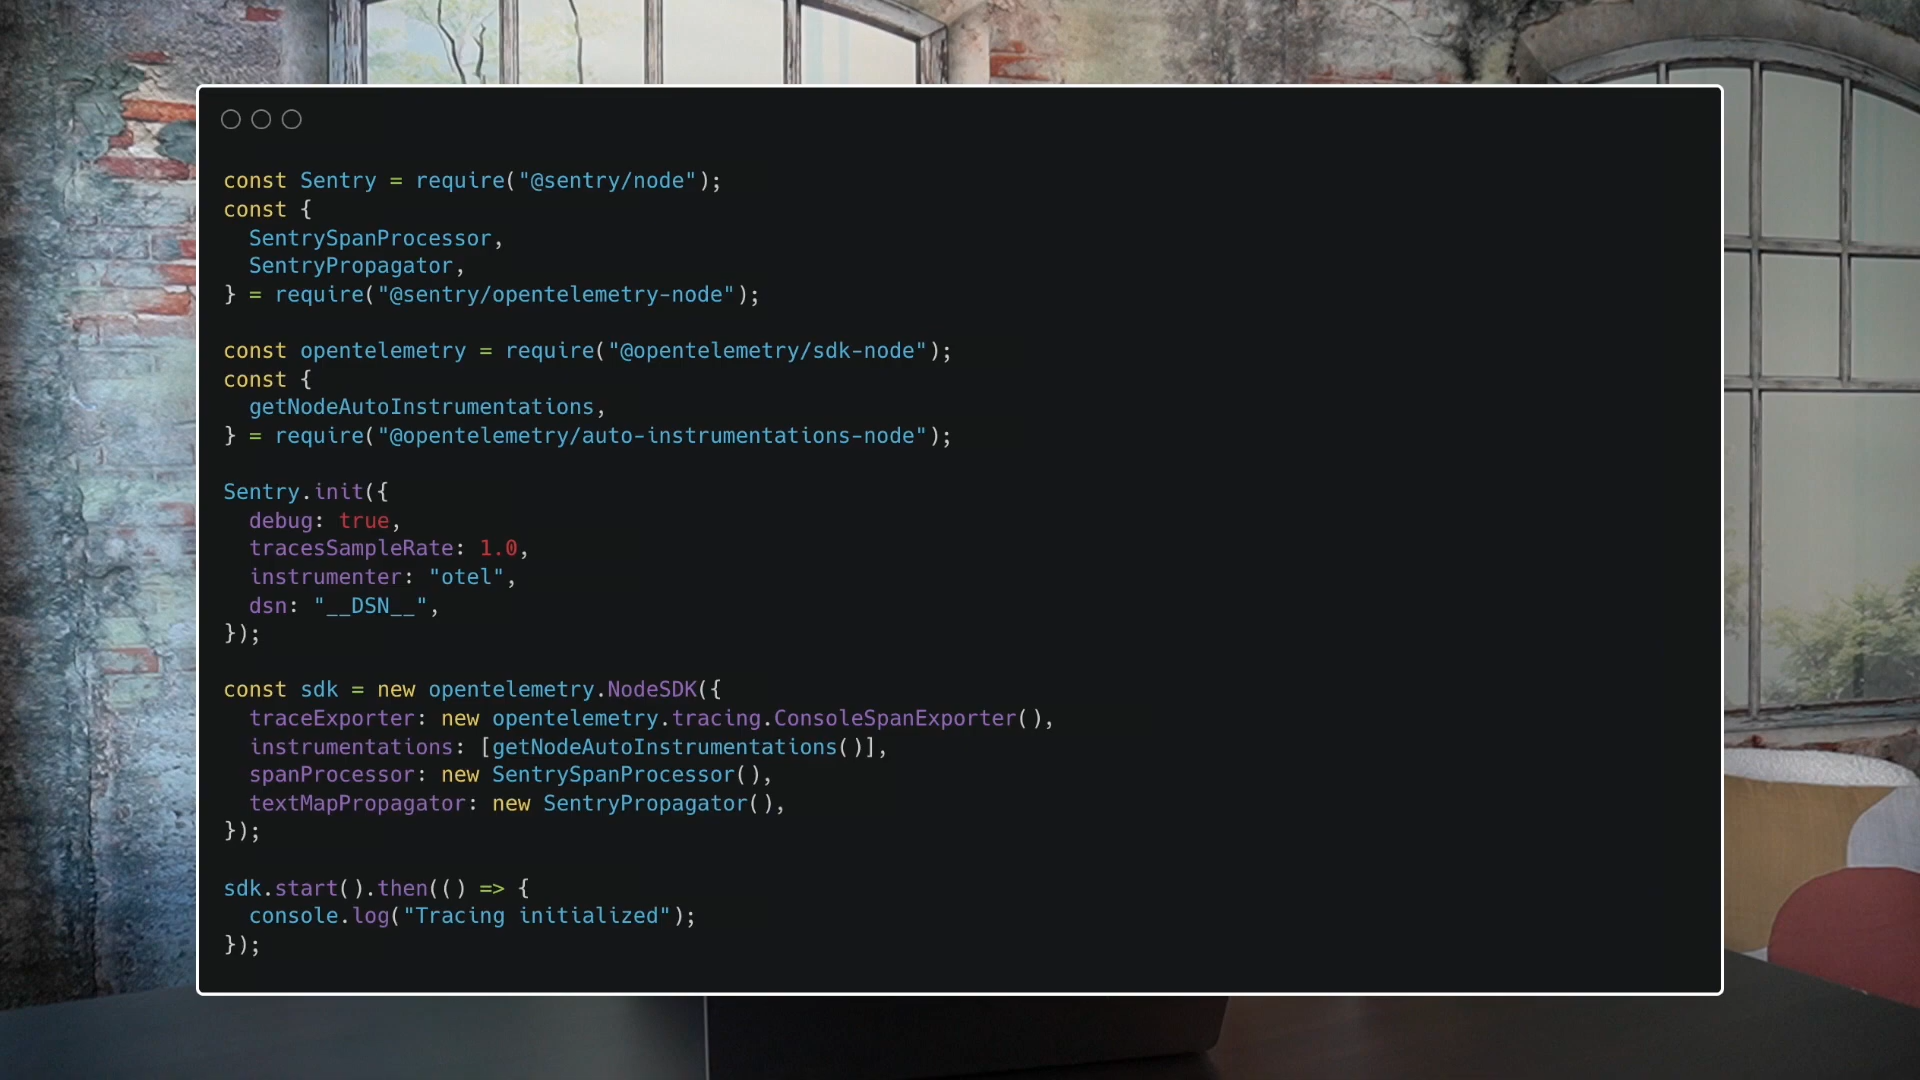 const Sentry = require("@sentry/node");
const {
  SentrySpanProcessor,
  SentryPropagator,
} = require("@sentry/opentelemetry-node");
const opentelemetry = require("@opentelemetry/sdk-node");
const {
  getNodeAutoInstrumentations,
} = require("@opentelemetry/auto-instrumentations-node");
Sentry.init({
  debug: true,
  tracesSampleRate: 1.0,
  instrumenter: "otel",
  dsn: "__DSN__",
});
const sdk = new opentelemetry.NodeSDK({
  traceExporter: new opentelemetry.tracing.ConsoleSpanExporter(),
  instrumentations: [getNodeAutoInstrumentations()],
  spanProcessor: new SentrySpanProcessor(),
  textMapPropagator: new SentryPropagator(),
});
sdk.start().then(() => {
  console.log("Tracing initialized");
});